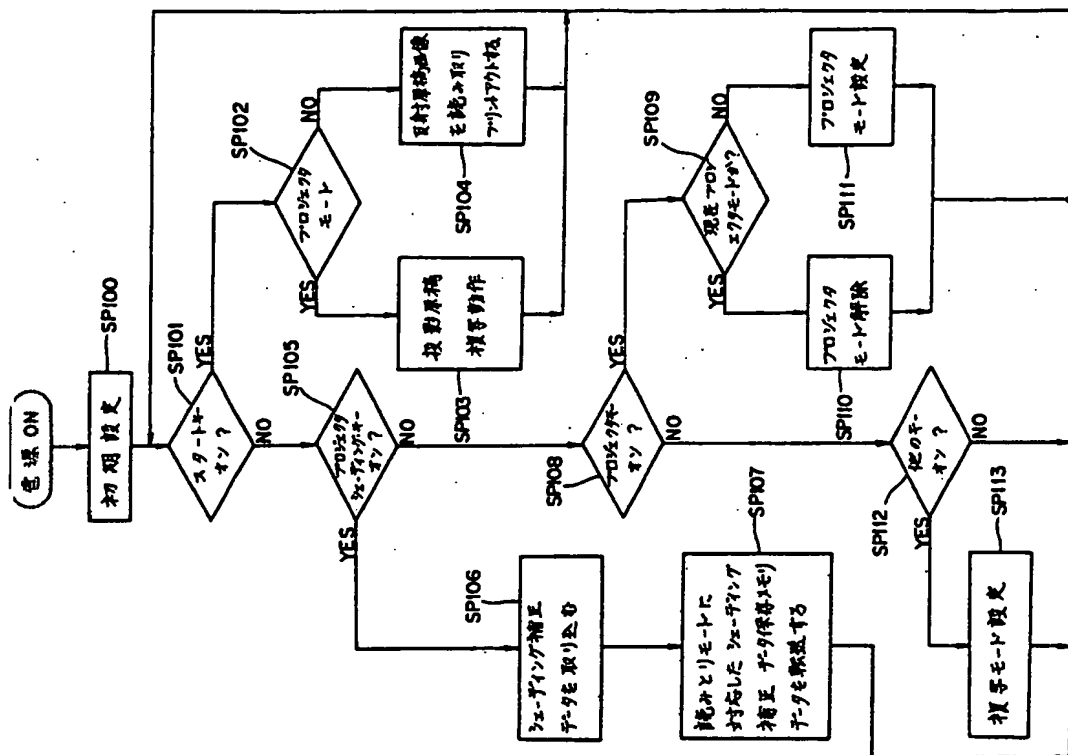 電源 ON
初期設定
SP100
スタートキー
オン?
SP101
YES
NO
プロジェクタ
モード
SP102
YES
NO
投影原稿
複写動作
SP103
反射原稿画像
を読み取り
プリントアウトする
SP104
プロジェクタ
シェーディングキー
オン?
SP105
YES
NO
シェーディング補正
データを取り込む
SP106
読みとりモードに
対応したシェーディング
補正データ保存メモリ
データを転送する
SP107
プロジェクタキー
オン?
SP108
YES
NO
現在プロジ
ェクタモードか?
SP109
YES
NO
プロジェクタ
モード解除
SP110
プロジェクタ
モード設定
SP111
他のキー
オン?
SP112
YES
NO
複写モード設定
SP113